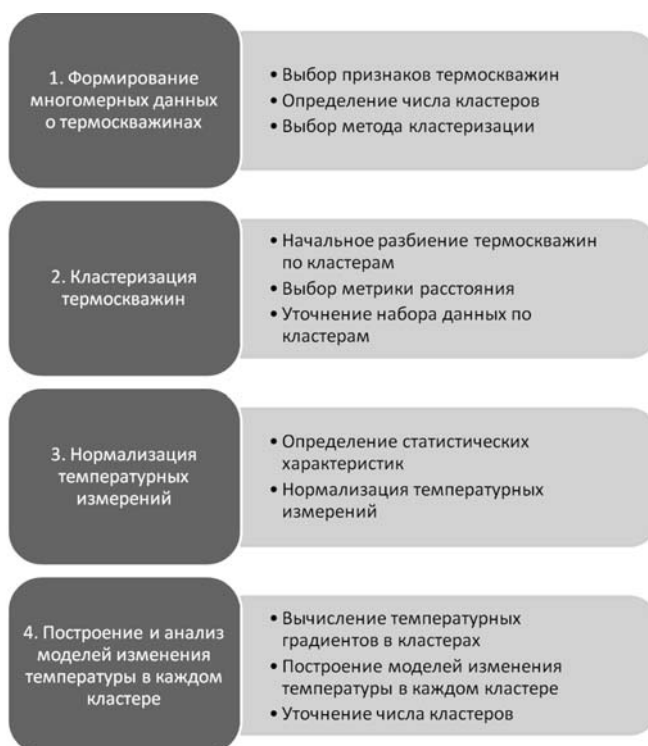 1. Формирование
многомерных данных
о термоскважинах
• Выбор признаков термоскважин
• Определение числа кластеров
• Выбор метода кластеризации
2. Кластеризация
термоскважин
• Начальное разбиение термоскважин
по кластерам
• Выбор метрики расстояния
• Уточнение набора данных по
кластерам
3. Нормализация
температурных
измерений
• Определение статистических
характеристик
• Нормализация температурных
измерений
4. Построение и анализ
моделей изменения
температуры в каждом
кластере
• Вычисление температурных
градиентов в кластерах
• Построение моделей изменения
температуры в каждом кластере
• Уточнение числа кластеров